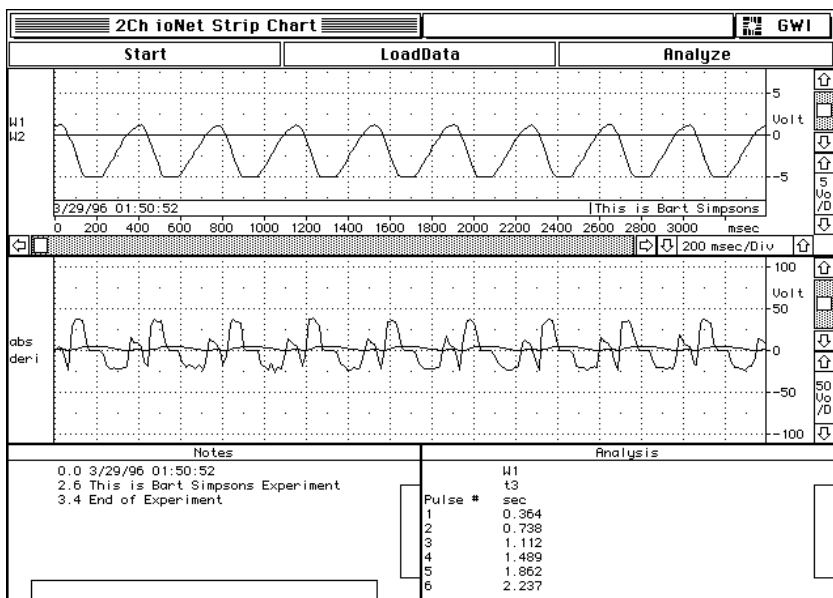 2Ch ioNet Strip Chart GWI
Start LoadData Analyze
5
Volt
W1
W2
0
-5
5
Vo
/D
3/29/96 01:50:52 |This is Bart Simpsons
0 200 400 600 800 1000 1200 1400 1600 1800 2000 2200 2400 2600 2800 3000 msec
200 msec/Div
100
Volt
50
abs
deri
0
-50
-100
50
Vo
/D
Notes
0.0 3/29/96 01:50:52
2.6 This is Bart Simpsons Experiment
3.4 End of Experiment
Analysis
W1
t3
Pulse # sec
1 0.364
2 0.738
3 1.112
4 1.489
5 1.862
6 2.237